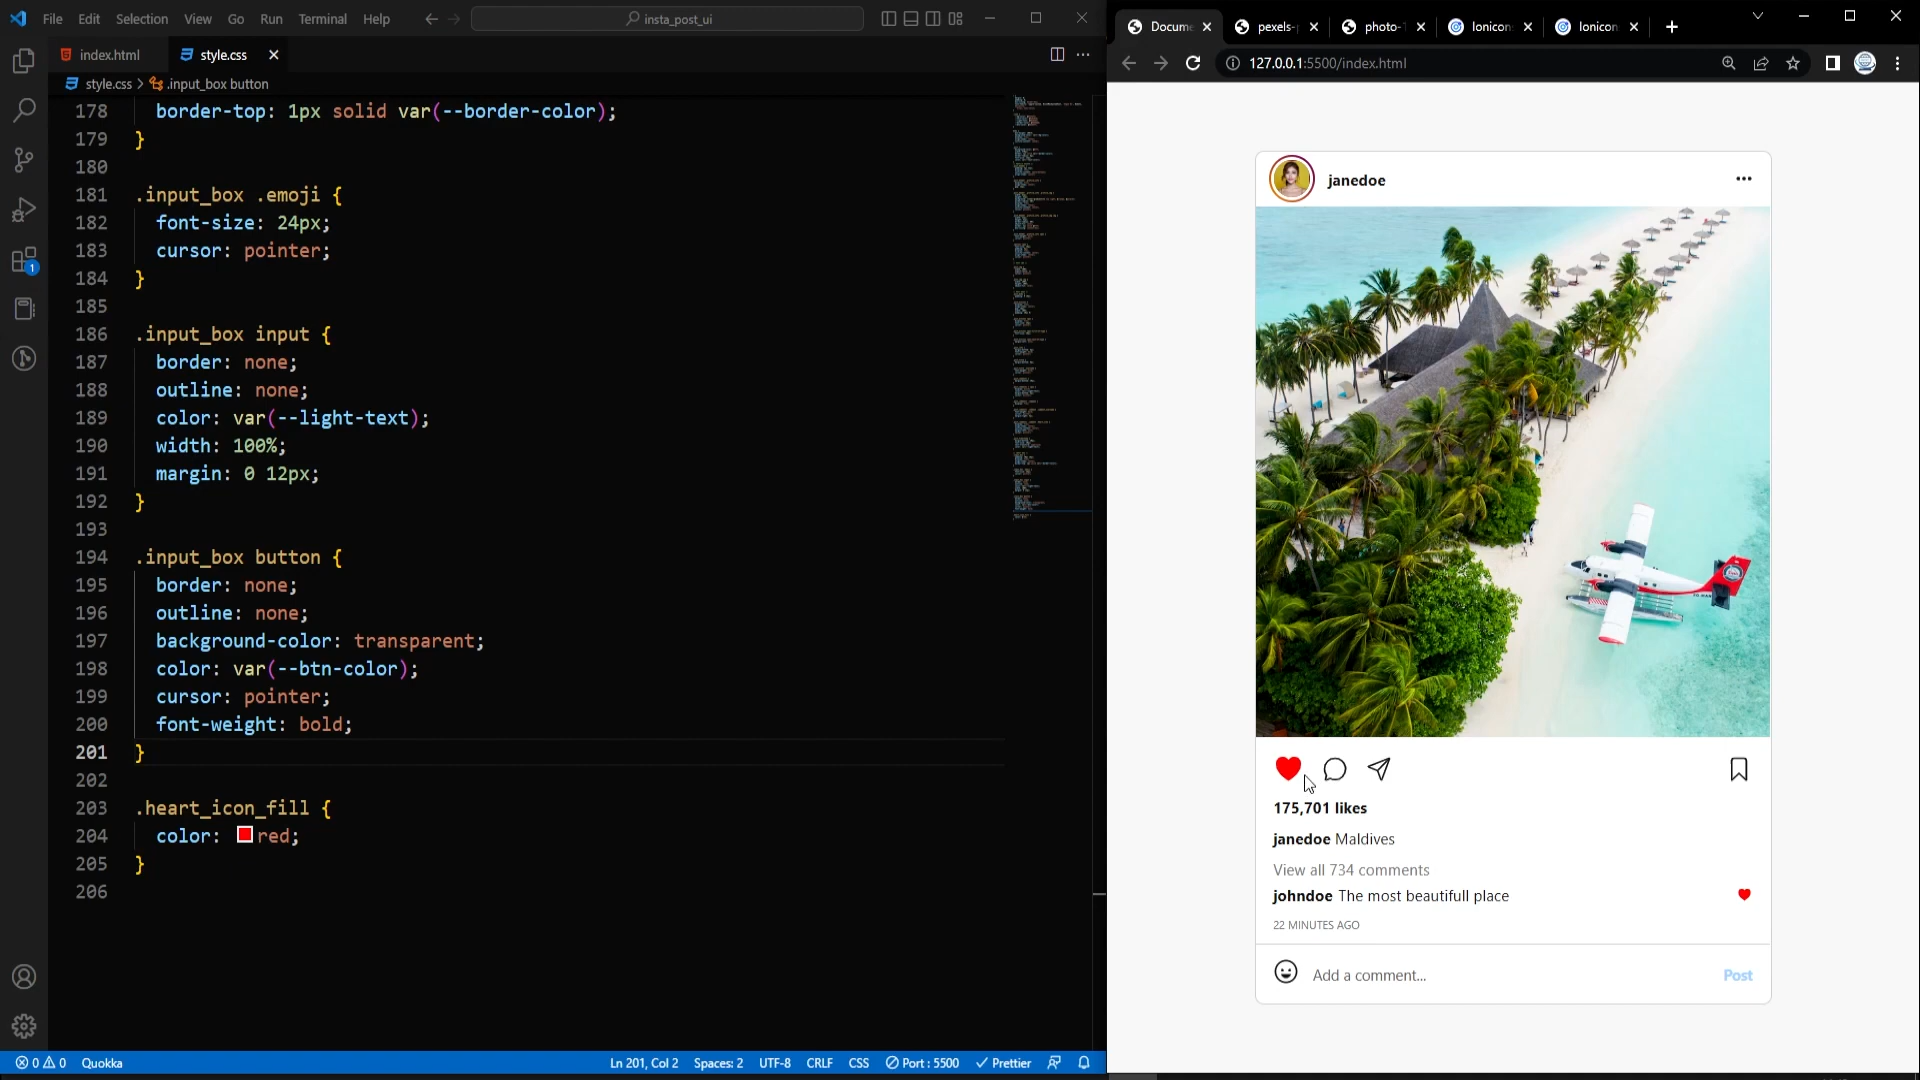 File Edit Selection View Go Run Terminal Help
insta_post_ui
index.html
style.css
style.css > .input_box button
178 border-top: 1px solid var(--border-color);
179 }
180
181 .input_box .emoji {
182 font-size: 24px;
183 cursor: pointer;
184 }
185
186 .input_box input {
187 border: none;
188 outline: none;
189 color: var(--light-text);
190 width: 100%;
191 margin: 0 12px;
192 }
193
194 .input_box button {
195 border: none;
196 outline: none;
197 background-color: transparent;
198 color: var(--btn-color);
199 cursor: pointer;
200 font-weight: bold;
201 }
202
203 .heart_icon_fill {
204 color: red;
205 }
206
1
0 0 Quokka
Ln 201, Col 2 Spaces: 2 UTF-8 CRLF CSS Port : 5500 Prettier
Docume
pexels-
photo-1
Ionicon
Ionicon
127.0.0.1:5500/index.html
janedoe
175,701 likes
janedoe Maldives
View all 734 comments
johndoe The most beautifull place
22 MINUTES AGO
Add a comment...
Post